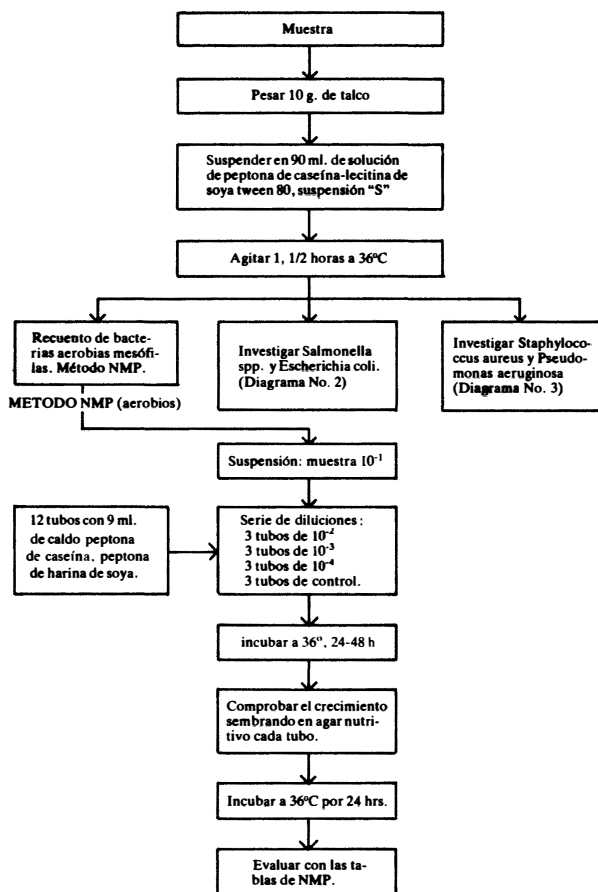 Muestra
Pesar 10 g. de talco
Suspender en 90 ml. de solución
de peptona de caseína-lecitina de
soya tween 80, suspensión “S”
Agitar 1, 1/2 horas a 36ºC
Recuento de bacte-
rias aerobias mesófi-
las. Método NMP.
Investigar Salmonella
spp. y Escherichia coli.
(Diagrama No. 2)
Investigar Staphyloco-
ccus aureus y Pseudo-
monas aeruginosa
(Diagrama No. 3)
METODO NMP (aerobios)
Suspensión: muestra 10⁻¹
12 tubos con 9 ml.
de caldo peptona
de caseína, peptona
de harina de soya.
Serie de diluciones:
3 tubos de 10⁻²
3 tubos de 10⁻³
3 tubos de 10⁻⁴
3 tubos de control.
incubar a 36º, 24-48 h
Comprobar el crecimiento
sembrando en agar nutri-
tivo cada tubo.
Incubar a 36ºC por 24 hrs.
Evaluar con las ta-
blas de NMP.